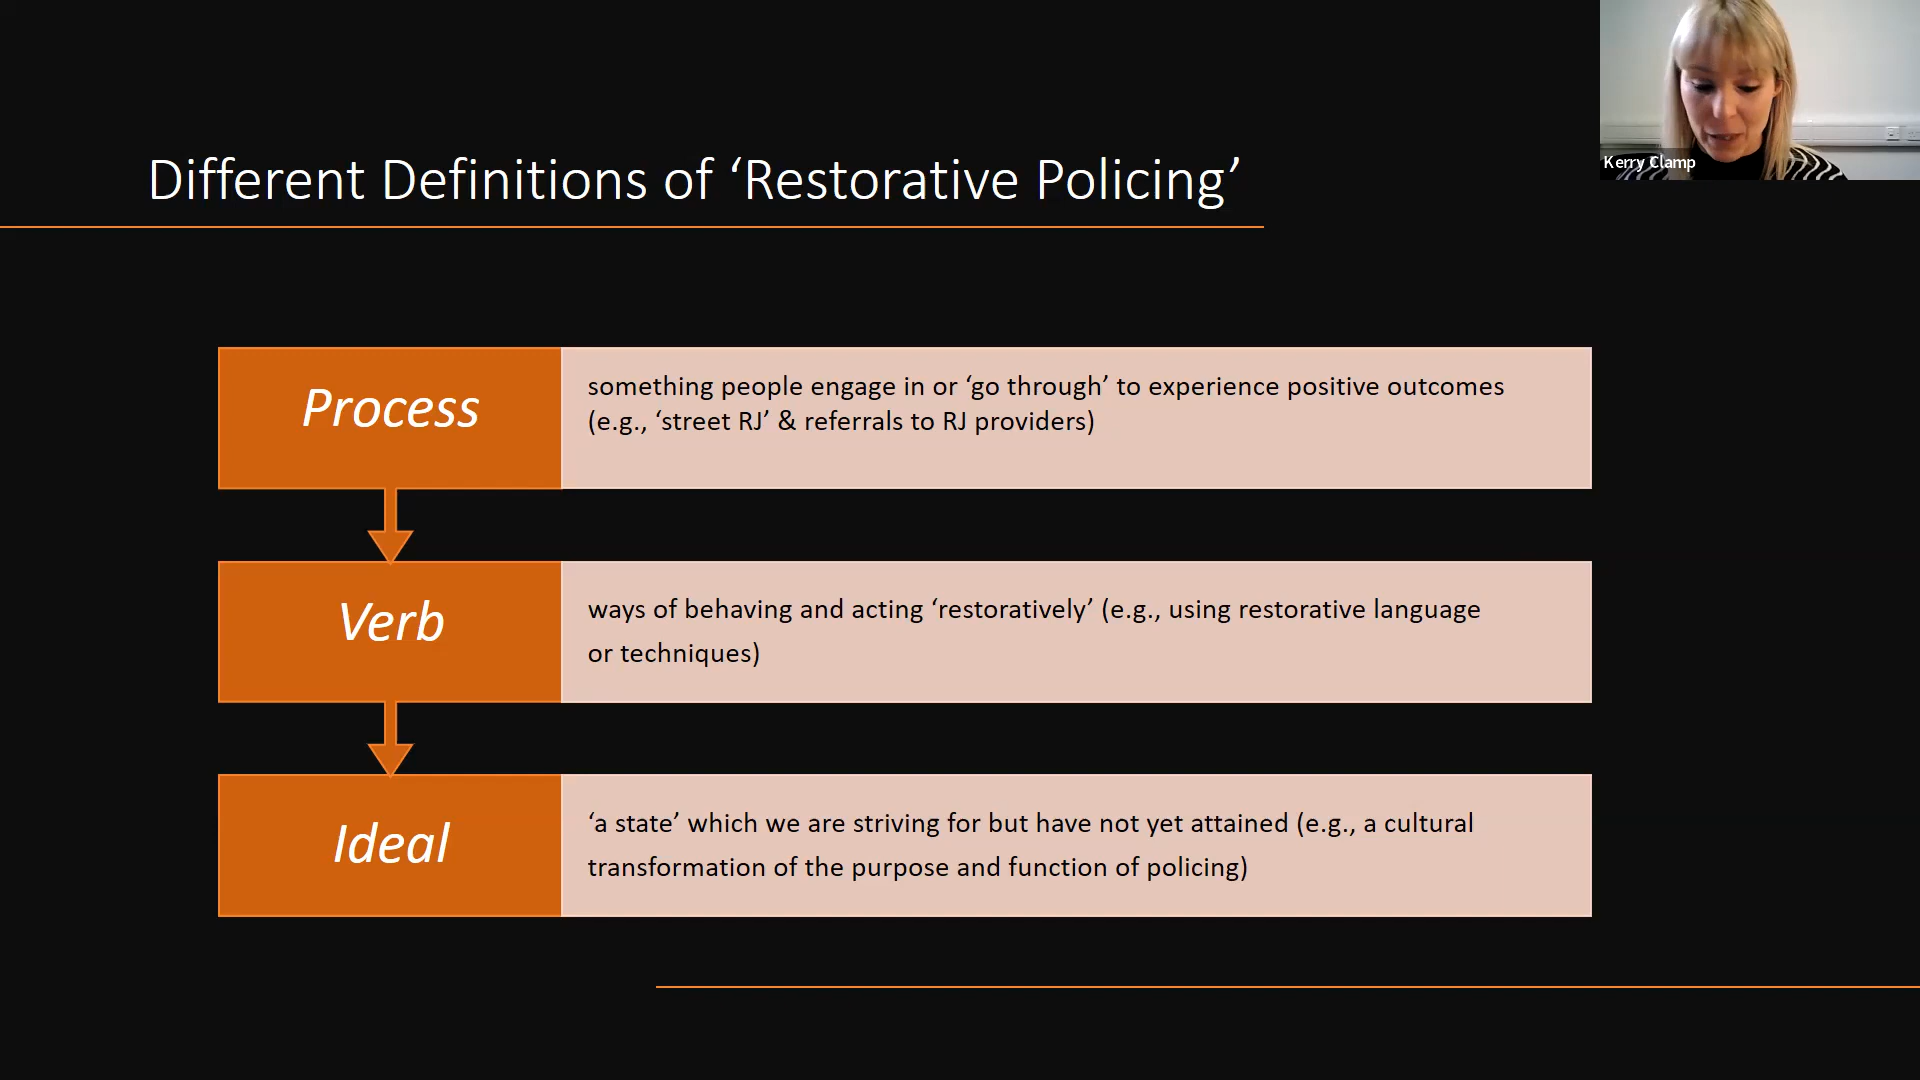 Different Definitions of ‘Restorative Policing’
Kerry Clamp
Process
something people engage in or ‘go through’ to experience positive outcomes
(e.g., ‘street RJ’ & referrals to RJ providers)
Verb
ways of behaving and acting ‘restoratively’ (e.g., using restorative language
or techniques)
Ideal
‘a state’ which we are striving for but have not yet attained (e.g., a cultural
transformation of the purpose and function of policing)